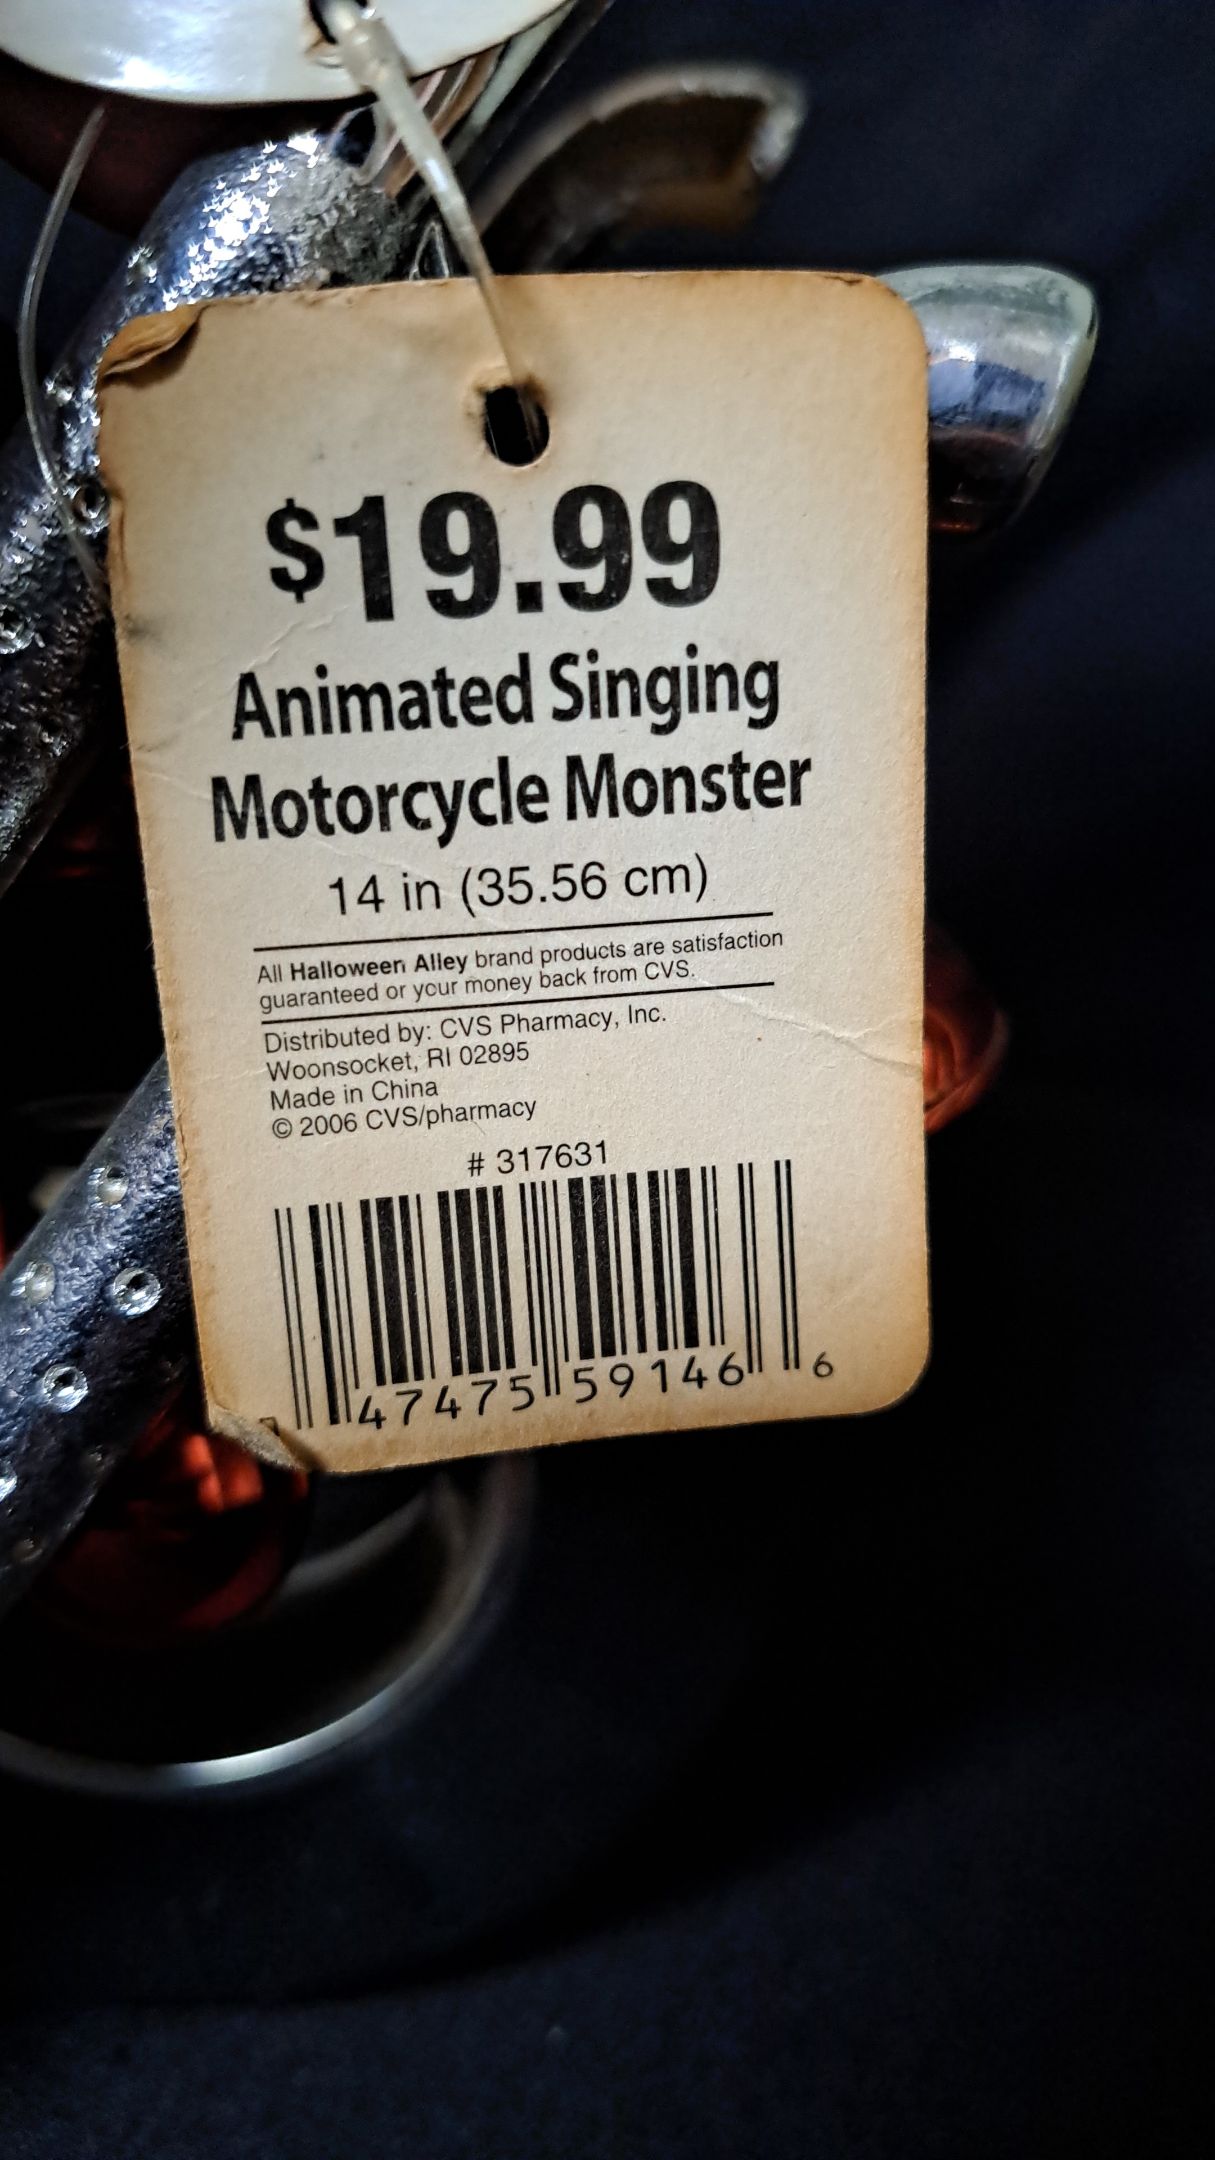 $19.99
Animated Singing
Motorcycle Monster
14 in (35.56 cm)
All Halloween Alley brand products are satisfaction
guaranteed or your money back from CVS.
Distributed by: CVS Pharmacy, Inc.
Woonsocket, RI 02895
Made in China
© 2006 CVS/pharmacy
# 317631
47475 59146 6